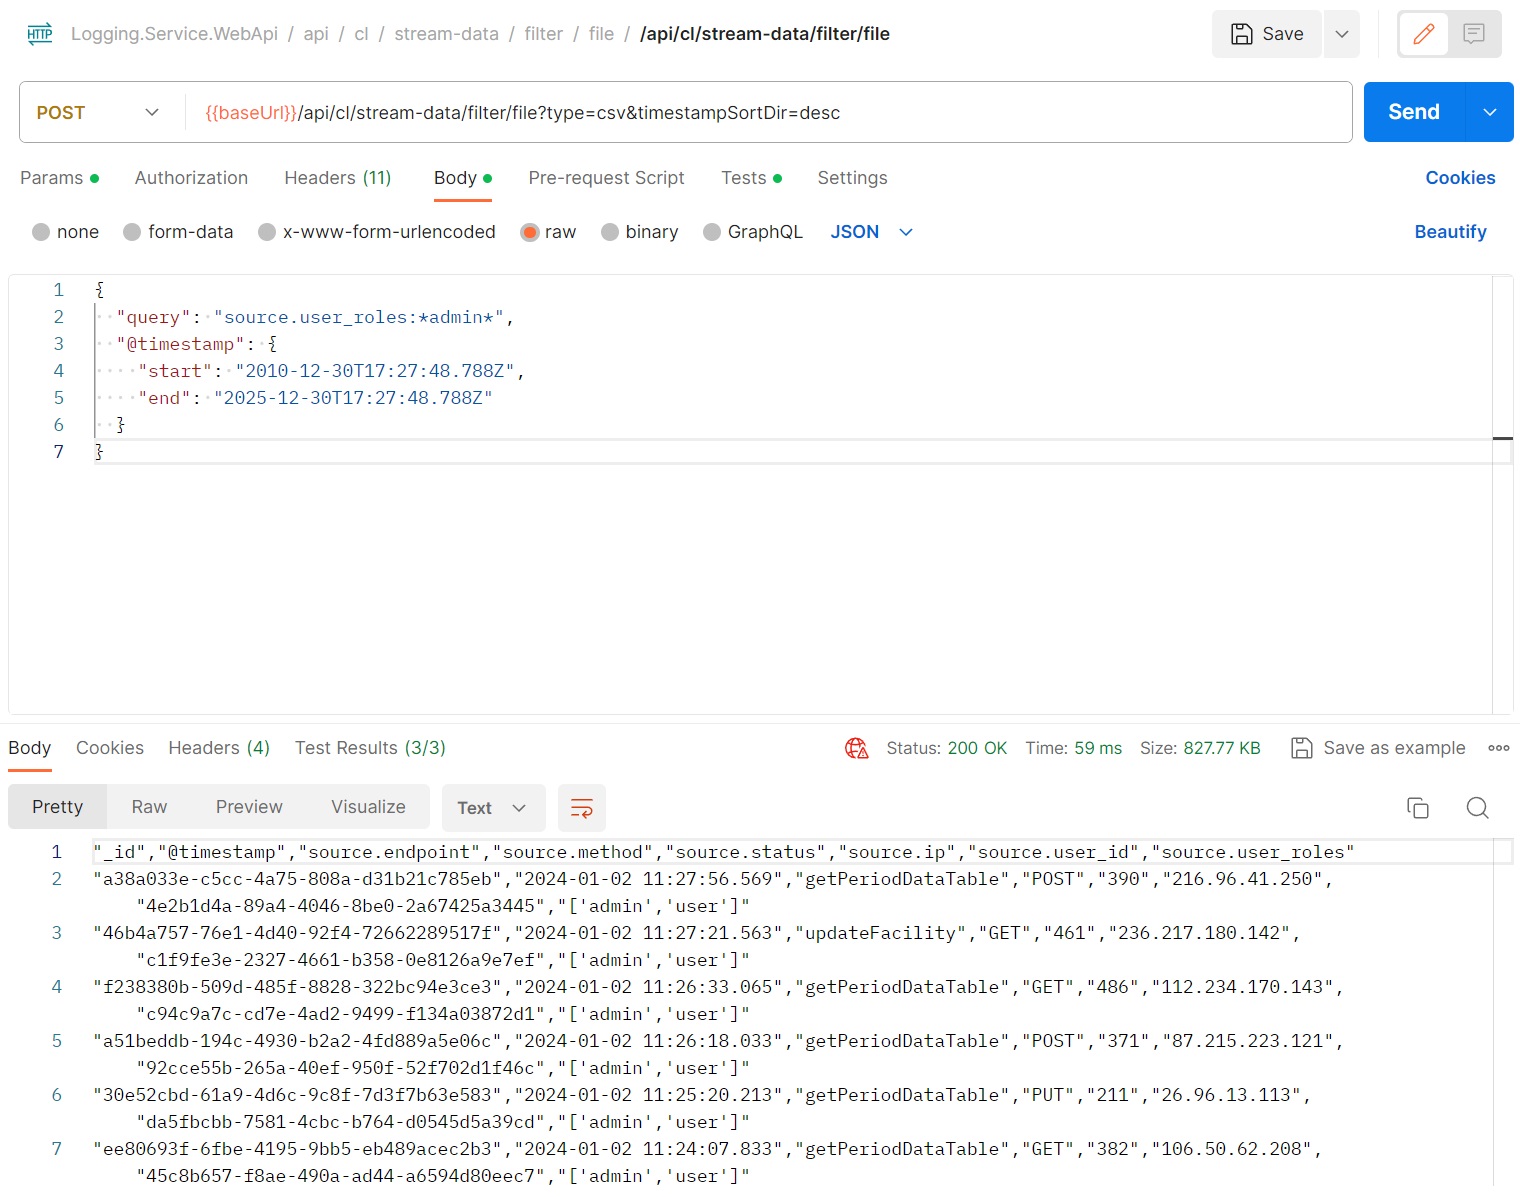 HTTP Logging.Service.WebApi / api / cl / stream-data / filter / file / /api/cl/stream-data/filter/file Save
POST {{baseUrl}}/api/cl/stream-data/filter/file?type=csv&timestampSortDir=desc Send
Params Authorization Headers (11) Body Pre-request Script Tests Settings Cookies
none form-data x-www-form-urlencoded raw binary GraphQL JSON Beautify
1 {
2 "query": "source.user_roles:*admin*",
3 "@timestamp": {
4 "start": "2010-12-30T17:27:48.788Z",
5 "end": "2025-12-30T17:27:48.788Z"
6 }
7 }
Body Cookies Headers (4) Test Results (3/3) Status: 200 OK Time: 59 ms Size: 827.77 KB Save as example
Pretty Raw Preview Visualize Text
1 "_id","@timestamp","source.endpoint","source.method","source.status","source.ip","source.user_id","source.user_roles"
2 "a38a033e-c5cc-4a75-808a-d31b21c785eb","2024-01-02 11:27:56.569","getPeriodDataTable","POST","390","216.96.41.250",
"4e2b1d4a-89a4-4046-8be0-2a67425a3445","['admin','user']"
3 "46b4a757-76e1-4d40-92f4-72662289517f","2024-01-02 11:27:21.563","updateFacility","GET","461","236.217.180.142",
"c1f9fe3e-2327-4661-b358-0e8126a9e7ef","['admin','user']"
4 "f238380b-509d-485f-8828-322bc94e3ce3","2024-01-02 11:26:33.065","getPeriodDataTable","GET","486","112.234.170.143",
"c94c9a7c-cd7e-4ad2-9499-f134a03872d1","['admin','user']"
5 "a51beddb-194c-4930-b2a2-4fd889a5e06c","2024-01-02 11:26:18.033","getPeriodDataTable","POST","371","87.215.223.121",
"92cce55b-265a-40ef-950f-52f702d1f46c","['admin','user']"
6 "30e52cbd-61a9-4d6c-9c8f-7d3f7b63e583","2024-01-02 11:25:20.213","getPeriodDataTable","PUT","211","26.96.13.113",
"da5fbcbb-7581-4cbc-b764-d0545d5a39cd","['admin','user']"
7 "ee80693f-6fbe-4195-9bb5-eb489acec2b3","2024-01-02 11:24:07.833","getPeriodDataTable","GET","382","106.50.62.208",
"45c8b657-f8ae-490a-ad44-a6594d80eec7","['admin','user']"